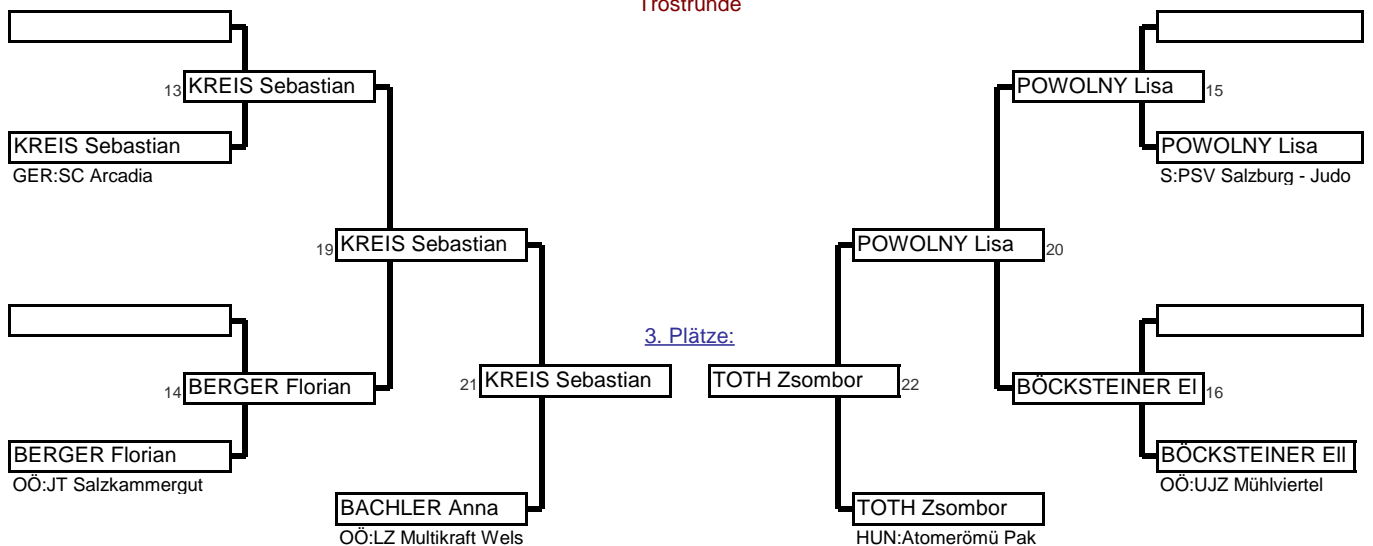 Trostrunde
13 KREIS Sebastian
POWOLNY Lisa 15
KREIS Sebastian
GER:SC Arcadia
POWOLNY Lisa
S:PSV Salzburg - Judo
19 KREIS Sebastian
POWOLNY Lisa 20
3. Plätze:
14 BERGER Florian
21 KREIS Sebastian
TOTH Zsombor 22
BÖCKSTEINER El 16
BERGER Florian
OÖ:JT Salzkammergut
BÖCKSTEINER Ell
OÖ:UJZ Mühlviertel
BACHLER Anna
OÖ:LZ Multikraft Wels
TOTH Zsombor
HUN:Atomerömü Pak